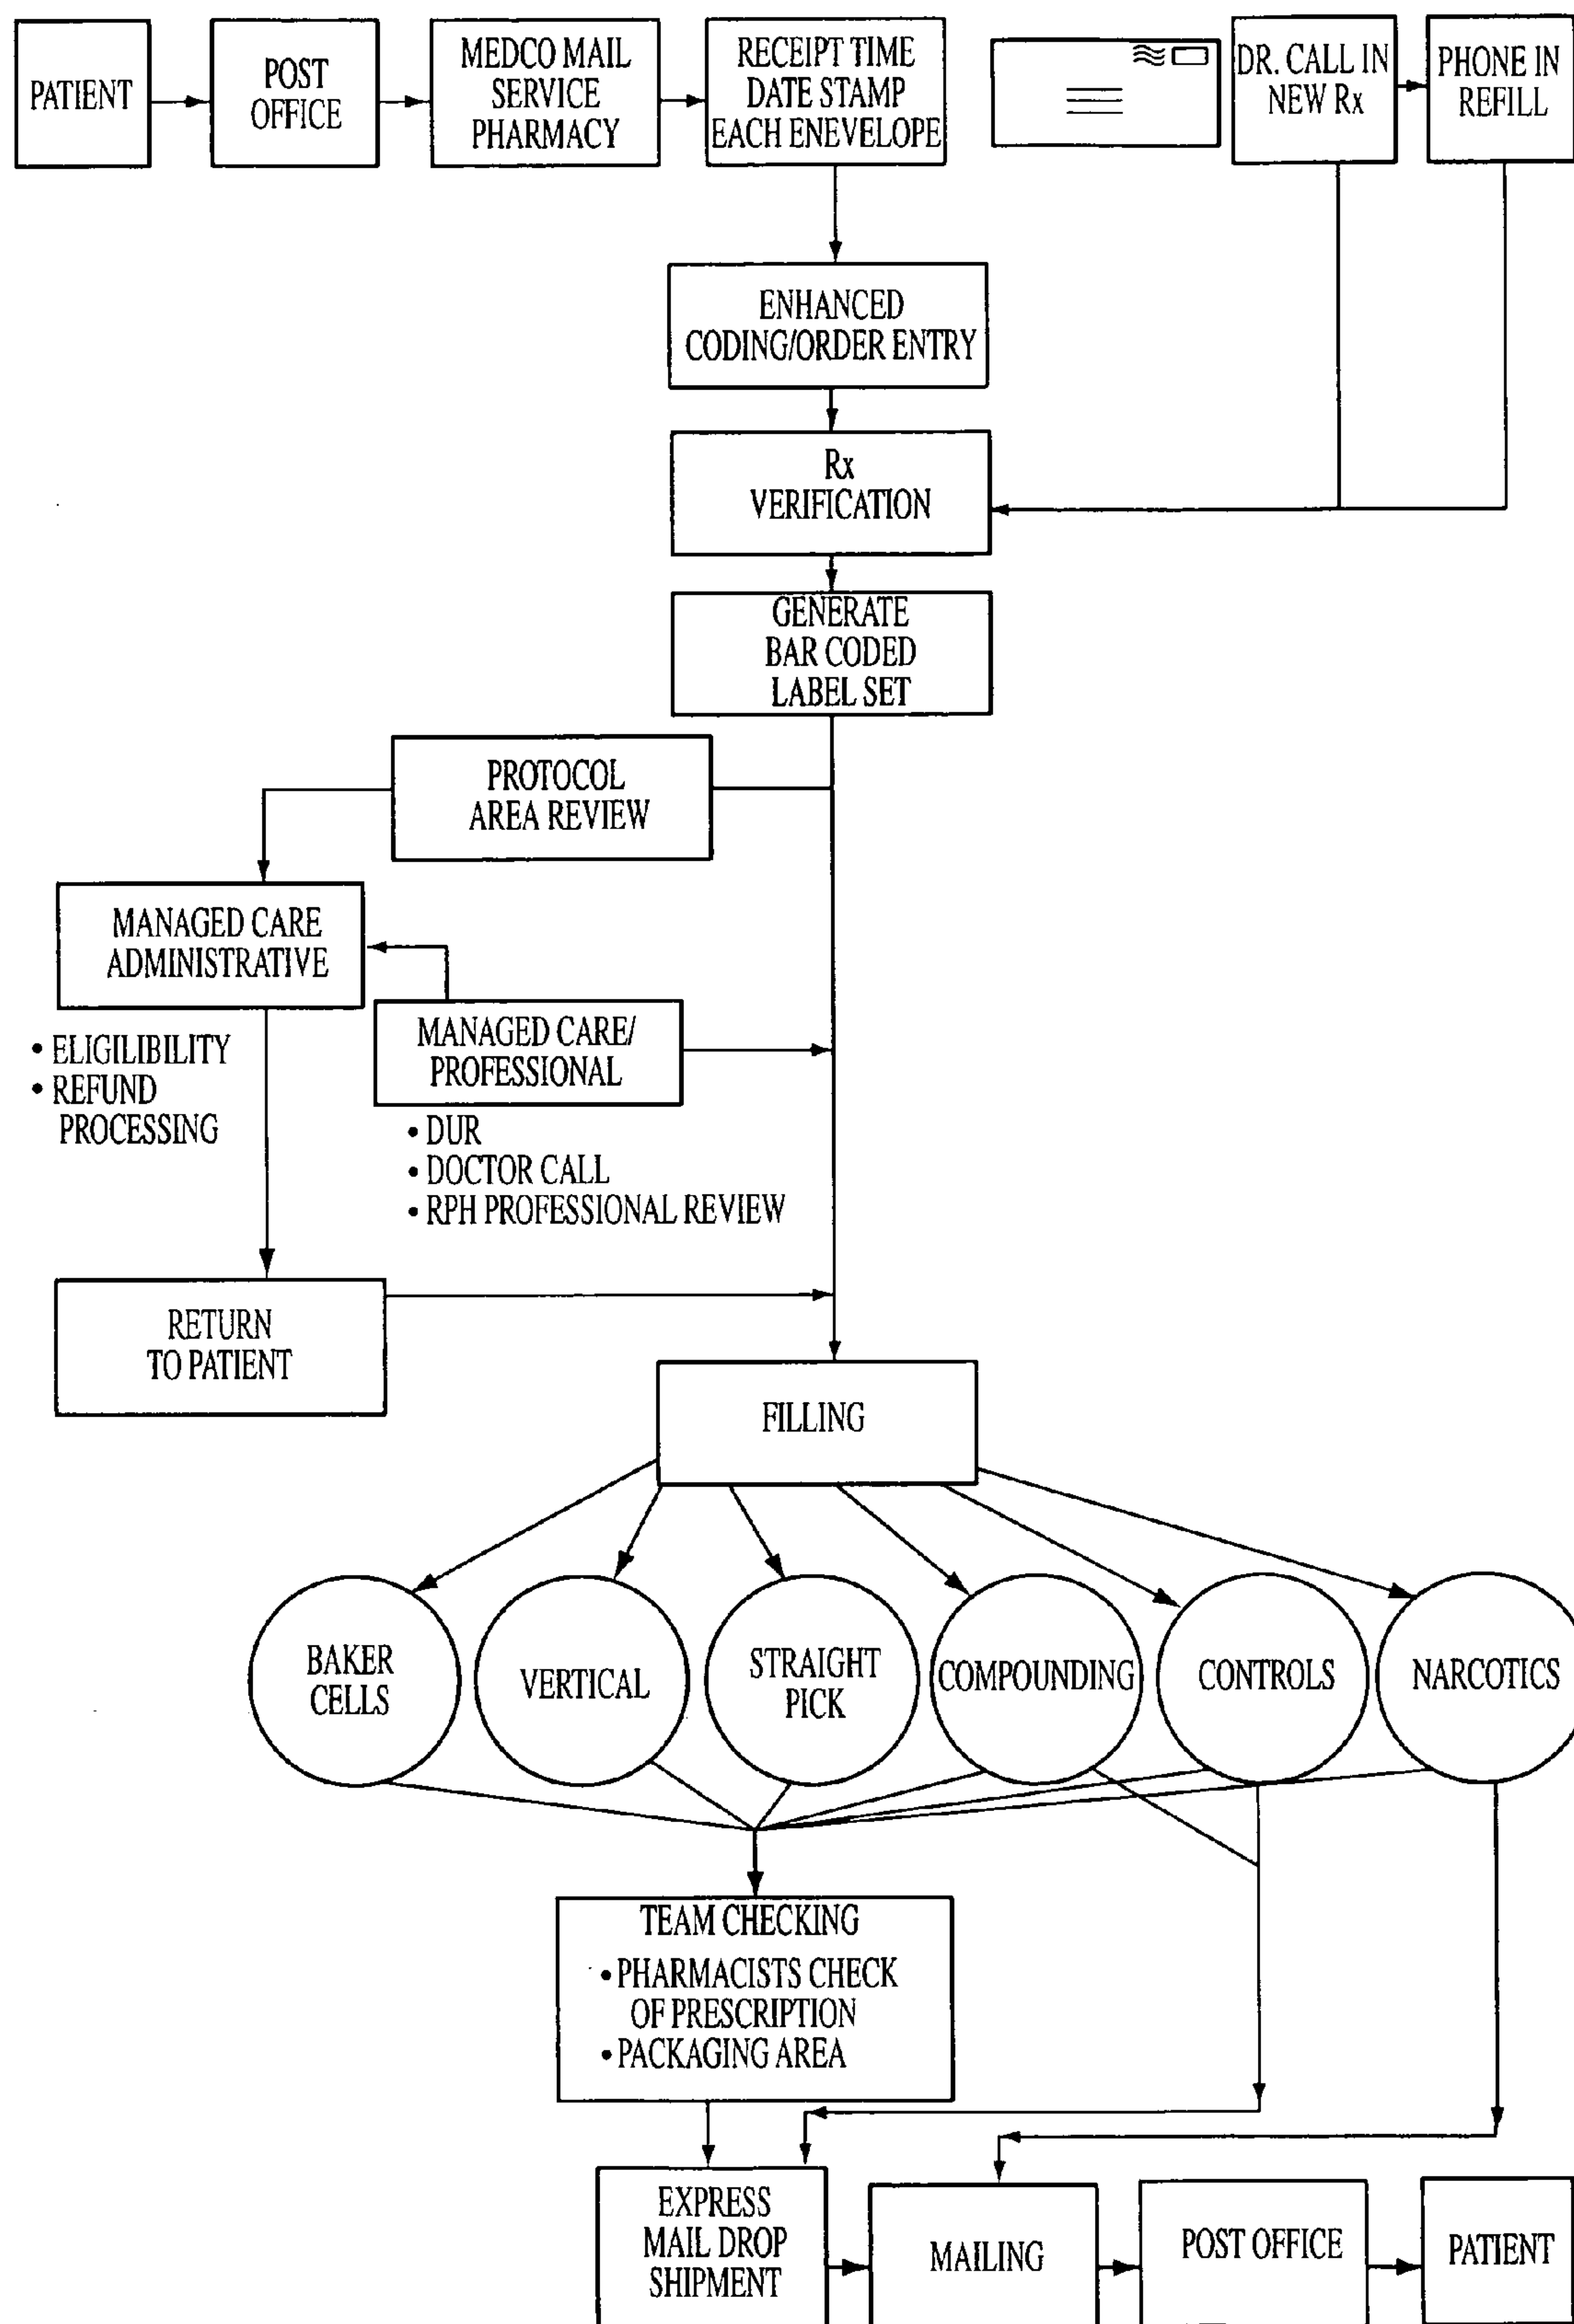 PATIENT
POST
OFFICE
MEDCO MAIL
SERVICE
PHARMACY
RECEIPT TIME
DATE STAMP
EACH ENEVELOPE
DR. CALL IN
NEW Rx
PHONE IN
REFILL
ENHANCED
CODING/ORDER ENTRY
Rx
VERIFICATION
GENERATE
BAR CODED
LABEL SET
PROTOCOL
AREA REVIEW
MANAGED CARE
ADMINISTRATIVE
• ELIGILIBILITY
• REFUND
PROCESSING
MANAGED CARE/
PROFESSIONAL
• DUR
• DOCTOR CALL
• RPH PROFESSIONAL REVIEW
RETURN
TO PATIENT
FILLING
BAKER
CELLS
VERTICAL
STRAIGHT
PICK
COMPOUNDING
CONTROLS
NARCOTICS
TEAM CHECKING
• PHARMACISTS CHECK
OF PRESCRIPTION
• PACKAGING AREA
EXPRESS
MAIL DROP
SHIPMENT
MAILING
POST OFFICE
PATIENT